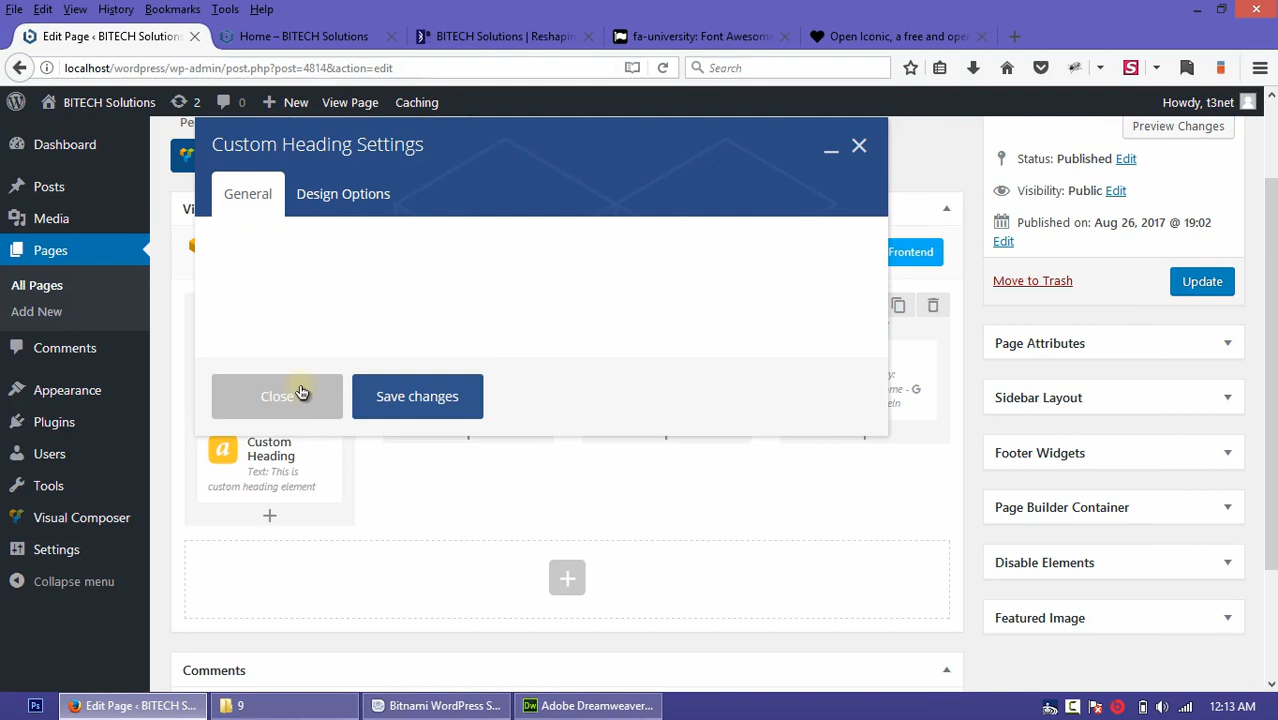 File Edit View History Bookmarks Tools Help
Edit Page ‹ BITECH Solutions
Home – BITECH Solutions
BITECH Solutions | Reshapin
fa-university: Font Awesome
Open Iconic, a free and open
localhost/wordpress/wp-admin/post.php?post=4814&action=edit
Search
BITECH Solutions 2 0 New View Page Caching Howdy, t3net
Dashboard
Posts
Media
Pages
All Pages
Add New
Comments
Appearance
Plugins
Users
Tools
Visual Composer
Settings
Collapse menu
Custom Heading Settings
General Design Options
Close Save changes
Frontend
Custom
Heading
Text: This is
custom heading element
Comments
Preview Changes
Status: Published Edit
Visibility: Public Edit
Published on: Aug 26, 2017 @ 19:02
Edit
Move to Trash Update
Page Attributes
Sidebar Layout
Footer Widgets
Page Builder Container
Disable Elements
Featured Image
Ps Edit Page ‹ BITECH S... 9 Bitnami WordPress S... Dw Adobe Dreamweaver... 12:13 AM